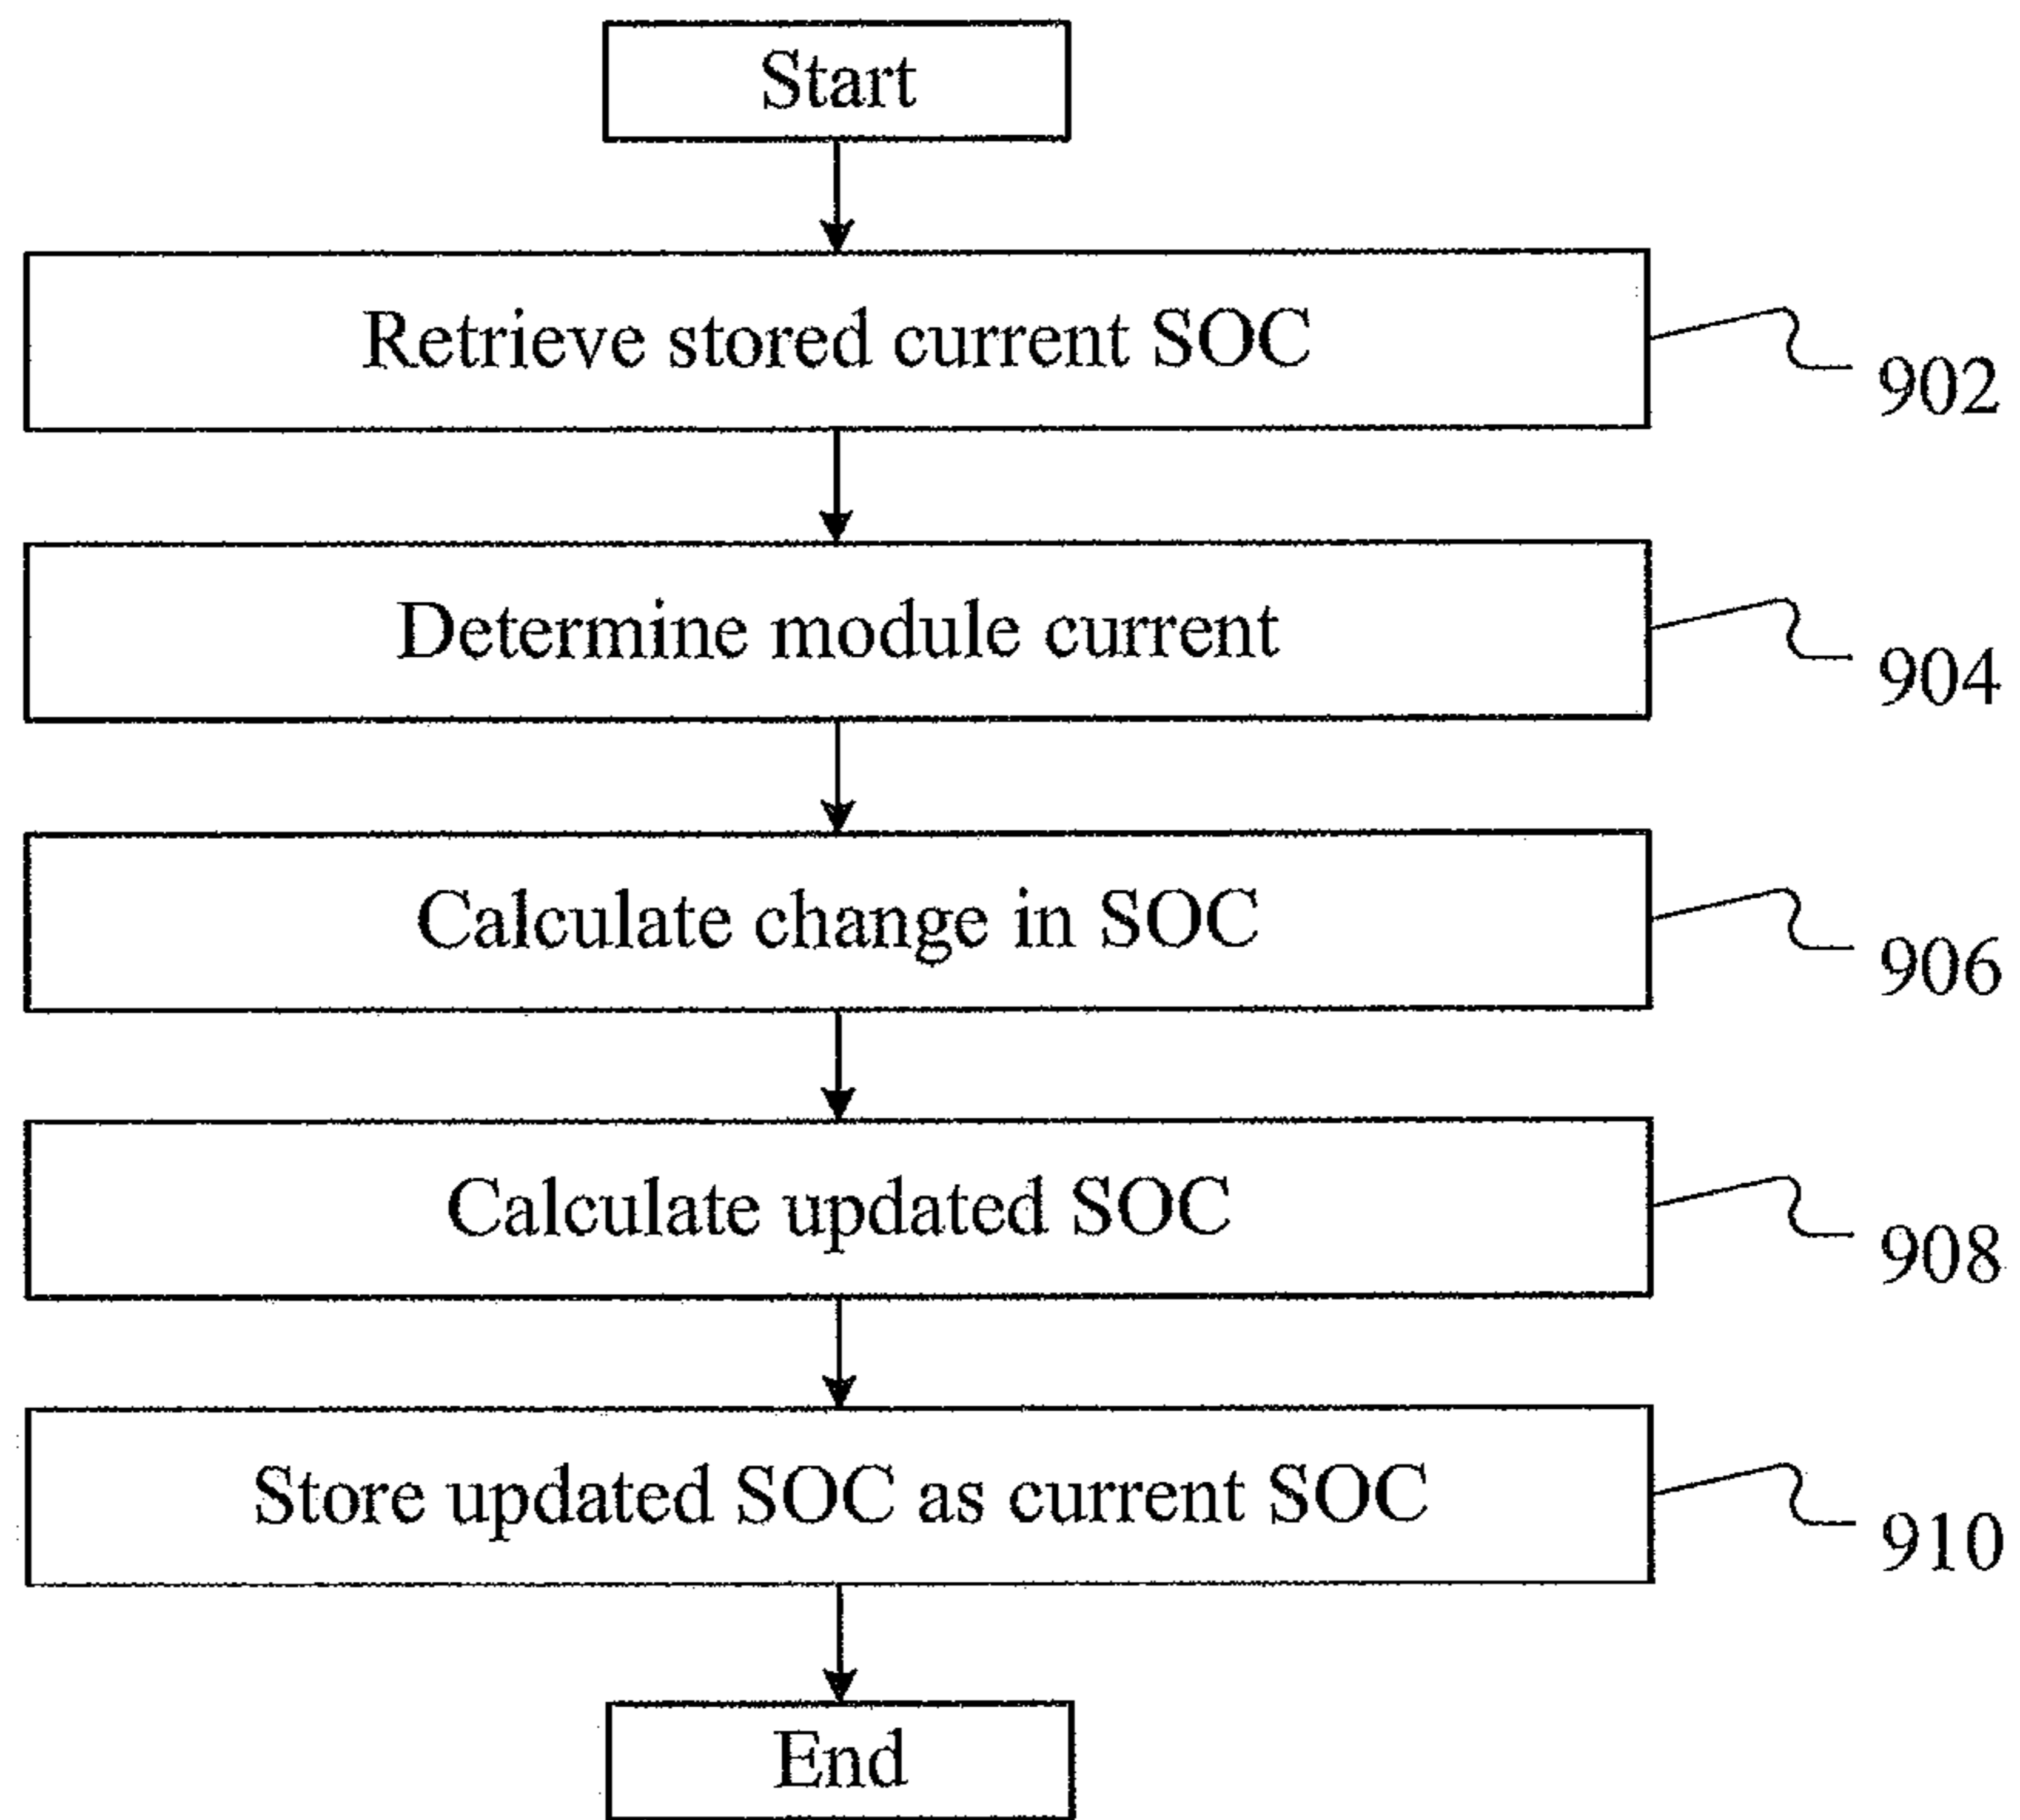 Start
Retrieve stored current SOC
902
Determine module current
904
Calculate change in SOC
906
Calculate updated SOC
908
Store updated SOC as current SOC
910
End